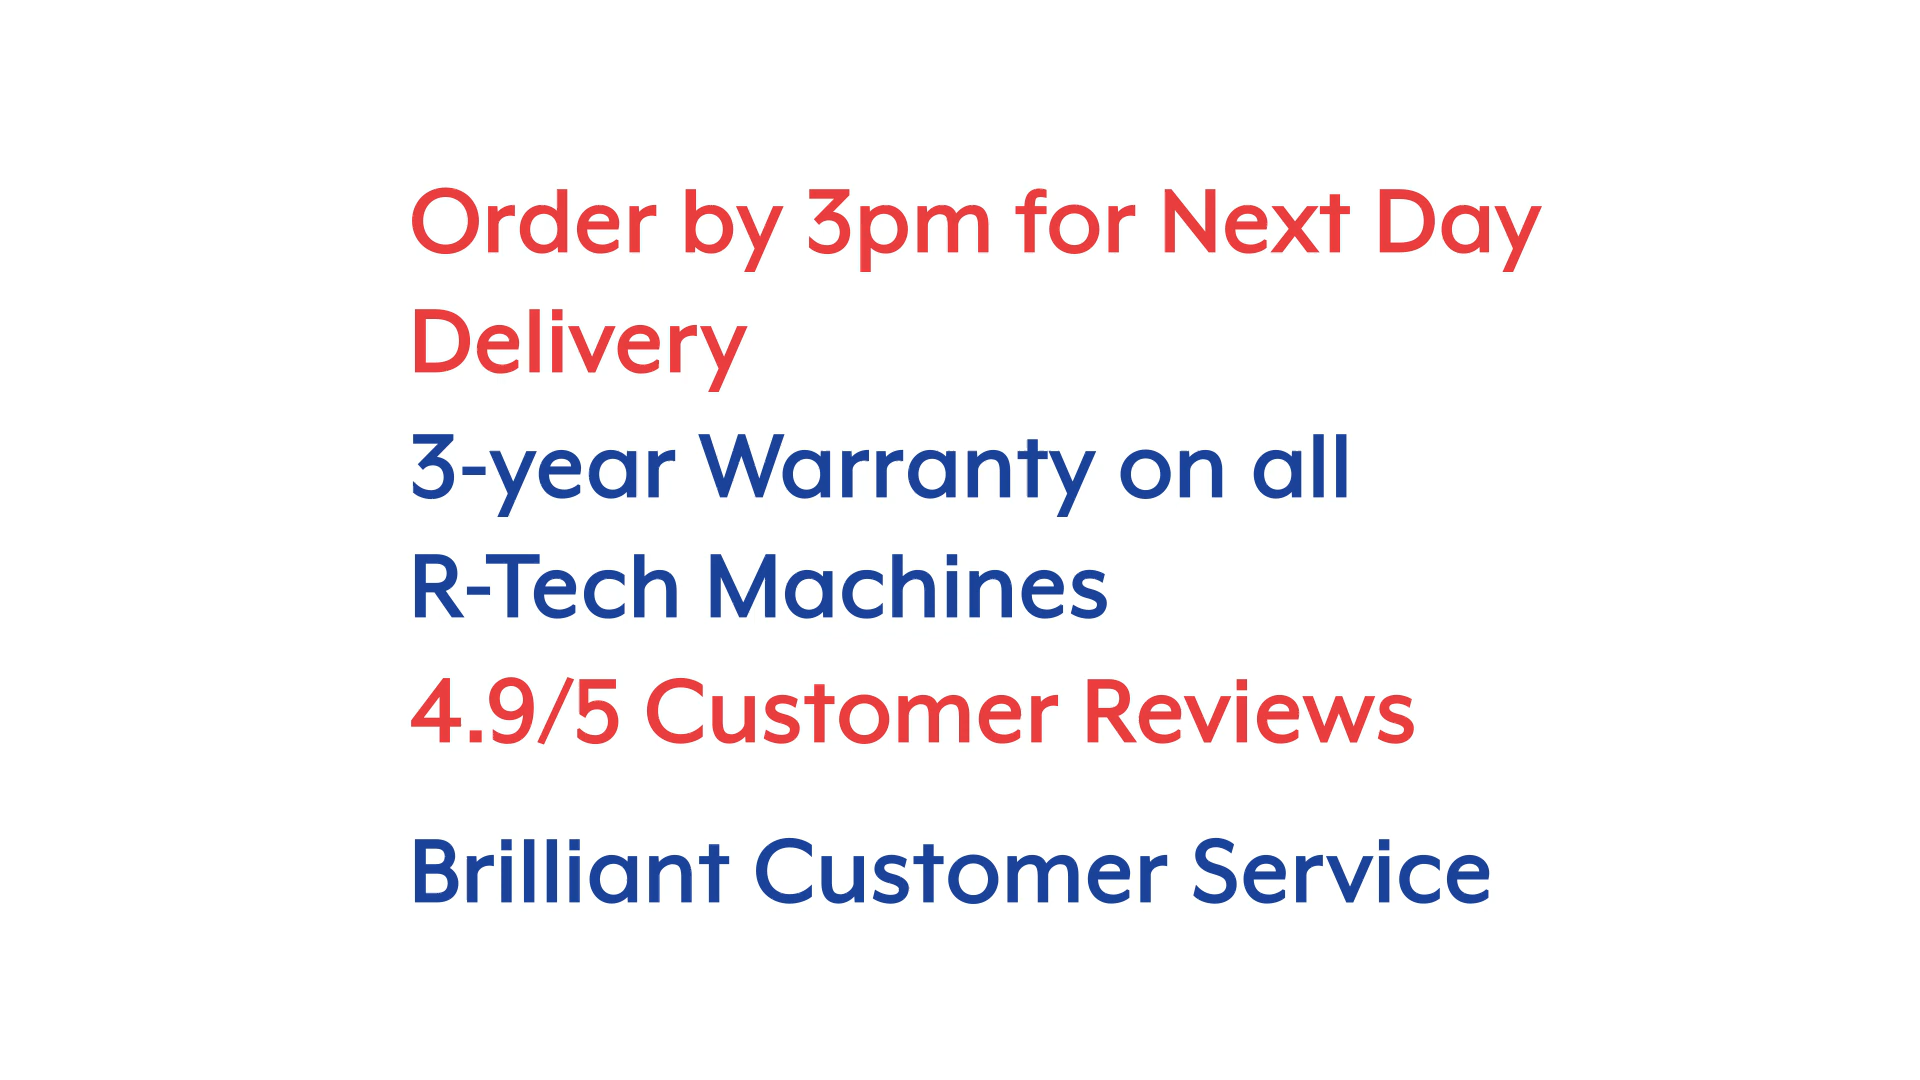 Order by 3pm for Next Day
Delivery
3-year Warranty on all
R-Tech Machines
4.9/5 Customer Reviews
Brilliant Customer Service